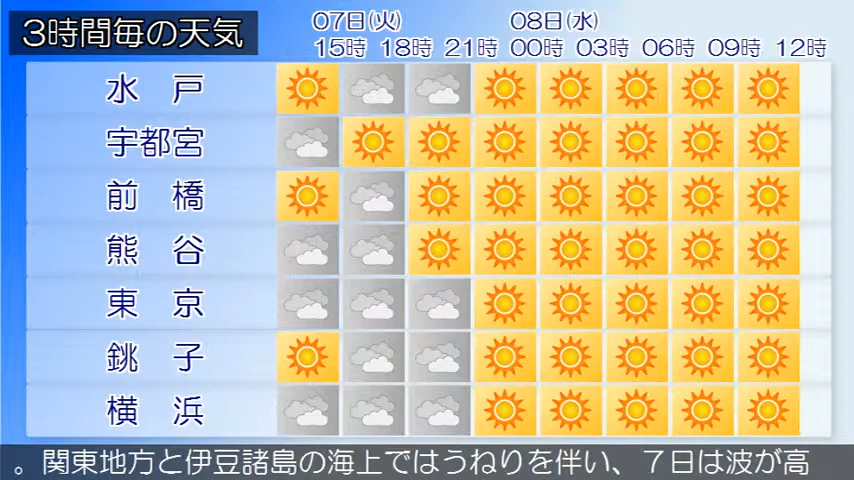 3時間毎の天気
07日(火) 08日(水)
15時 18時 21時 00時 03時 06時 09時 12時
水戸
宇都宮
前橋
熊谷
東京
銚子
横浜
。関東地方と伊豆諸島の海上ではうねりを伴い、７日は波が高